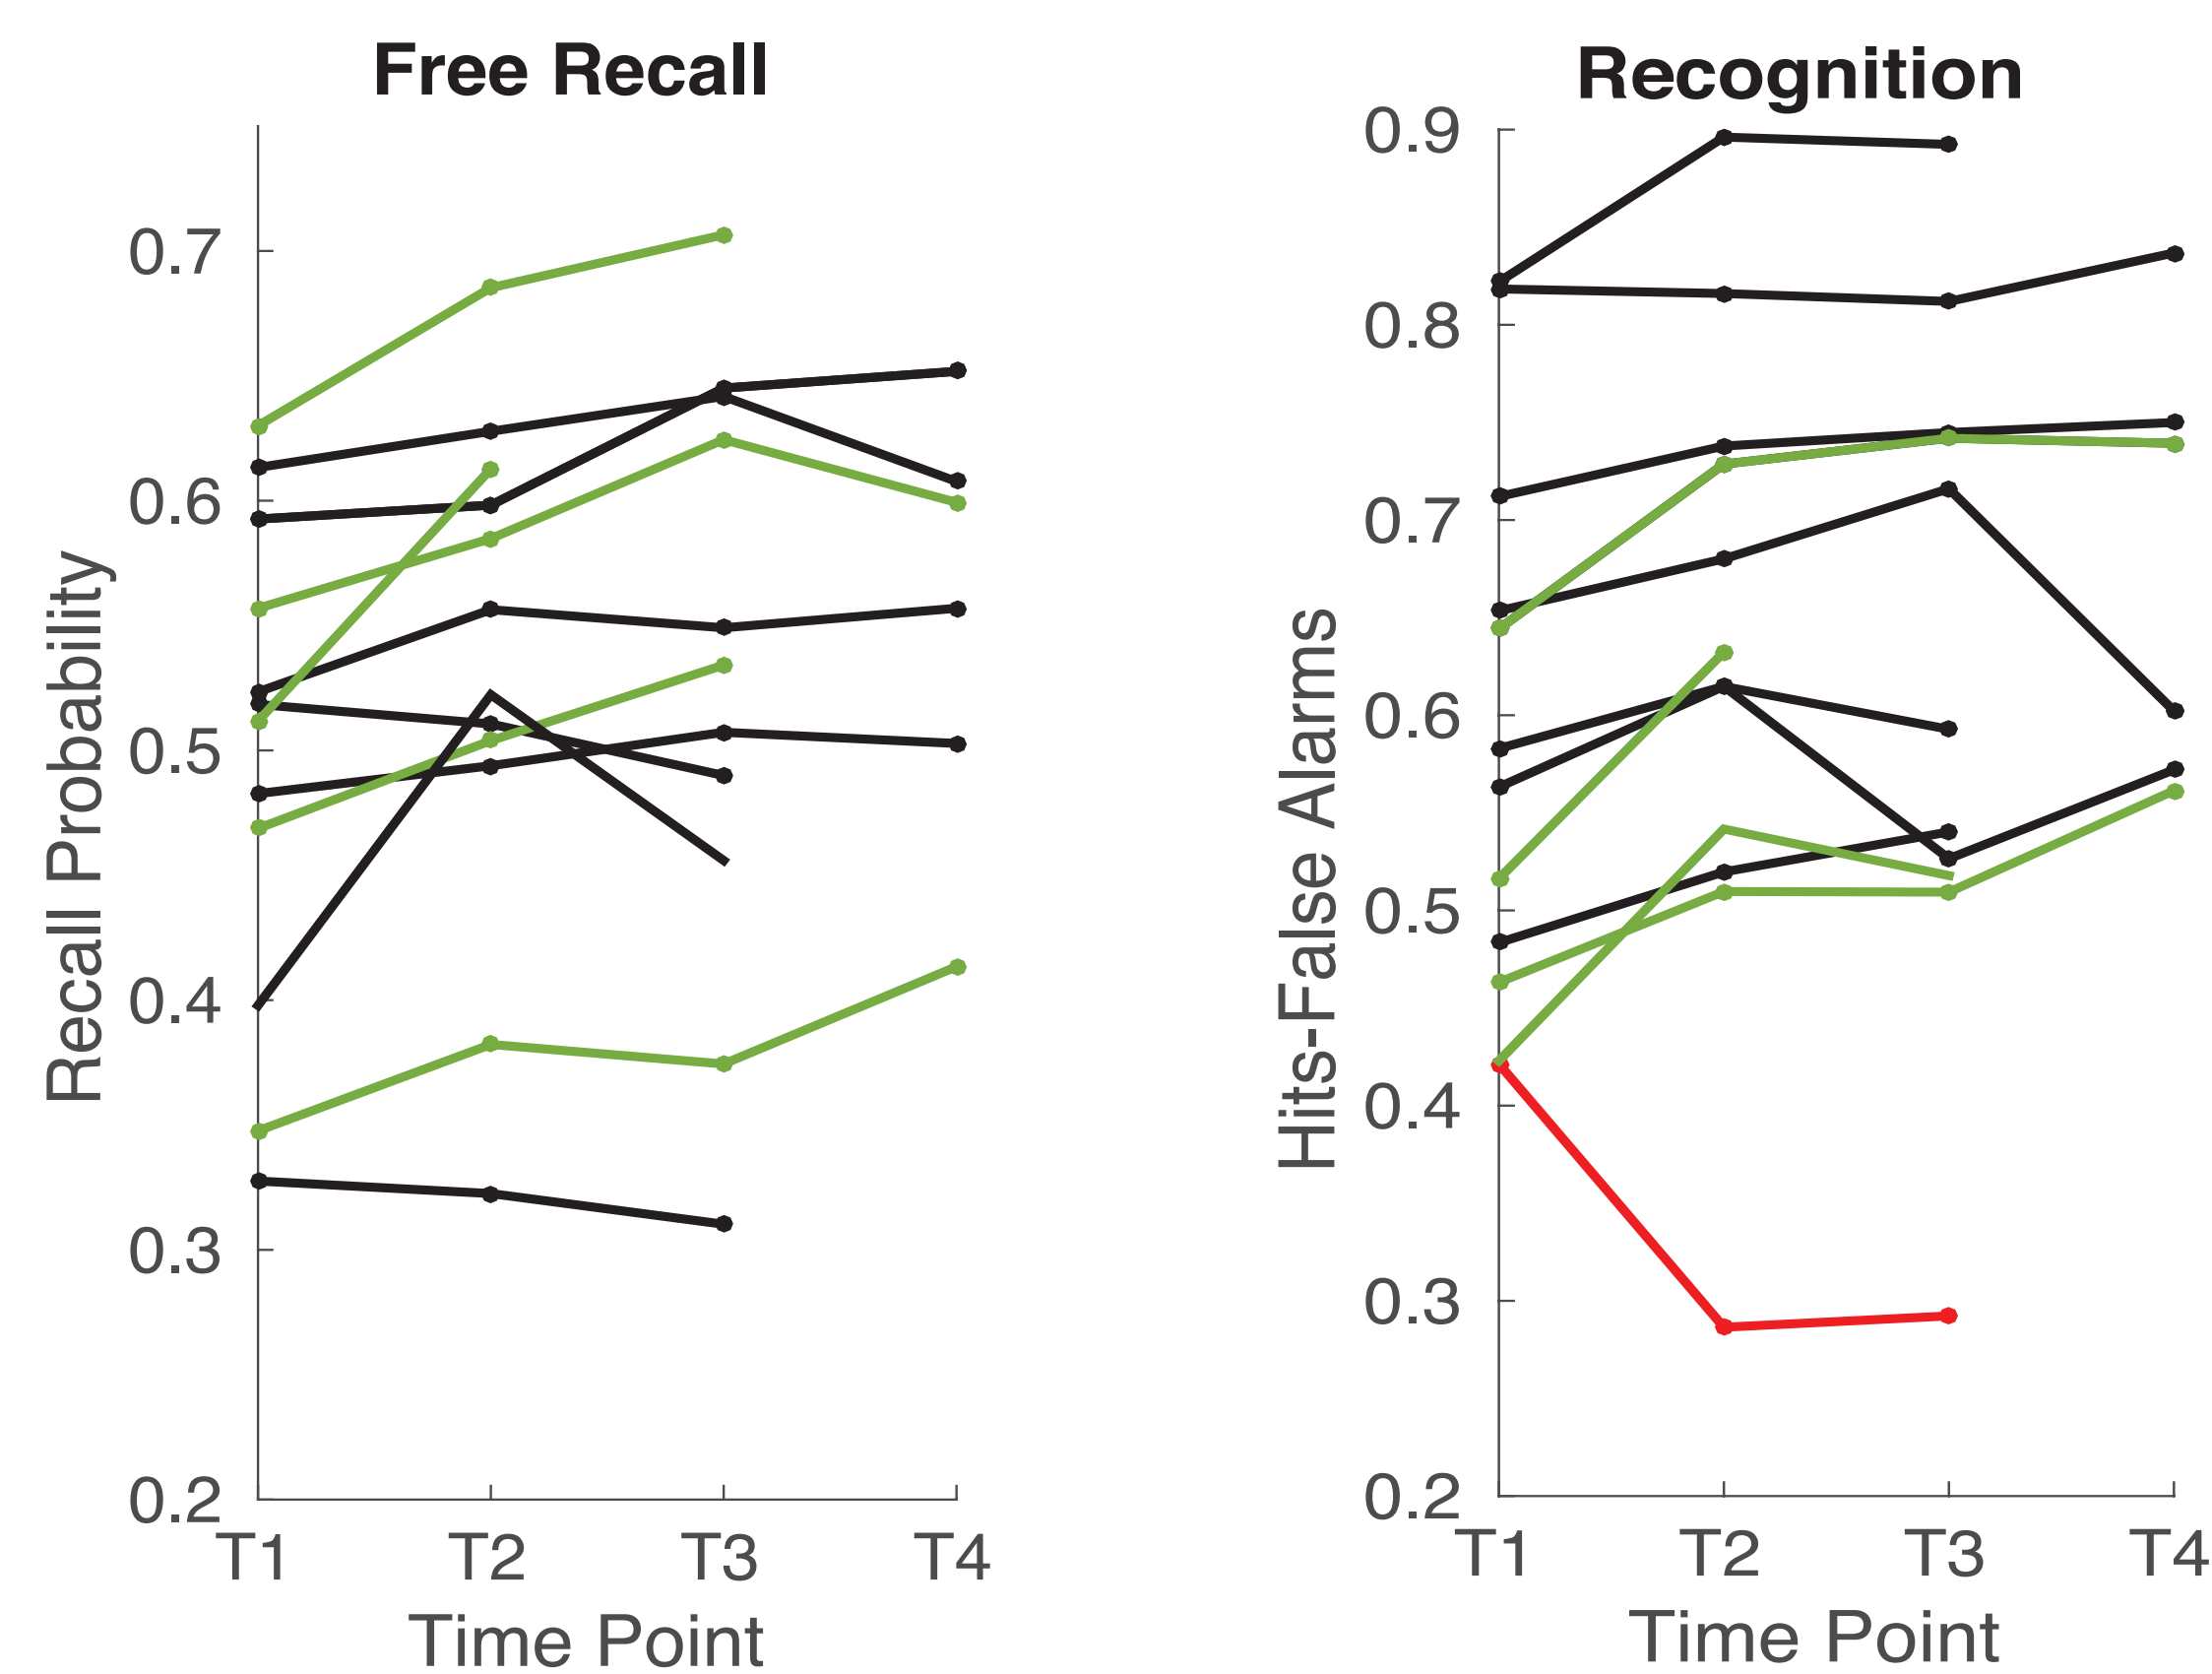 Free Recall
Recall Probability
0.7
0.6
0.5
0.4
0.3
0.2
T1 T2 T3 T4
Time Point
Recognition
Hits-False Alarms
0.9
0.8
0.7
0.6
0.5
0.4
0.3
0.2
T1 T2 T3 T4
Time Point